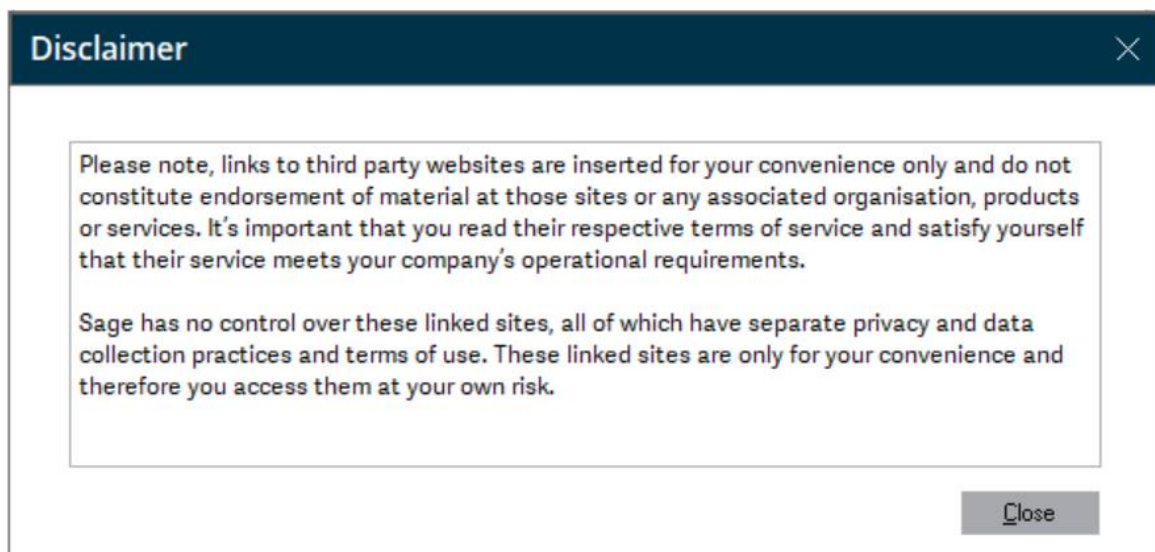 Disclaimer
Please note, links to third party websites are inserted for your convenience only and do not
constitute endorsement of material at those sites or any associated organisation, products
or services. It's important that you read their respective terms of service and satisfy yourself
that their service meets your company's operational requirements.
Sage has no control over these linked sites, all of which have separate privacy and data
collection practices and terms of use. These linked sites are only for your convenience and
therefore you access them at your own risk.
Close